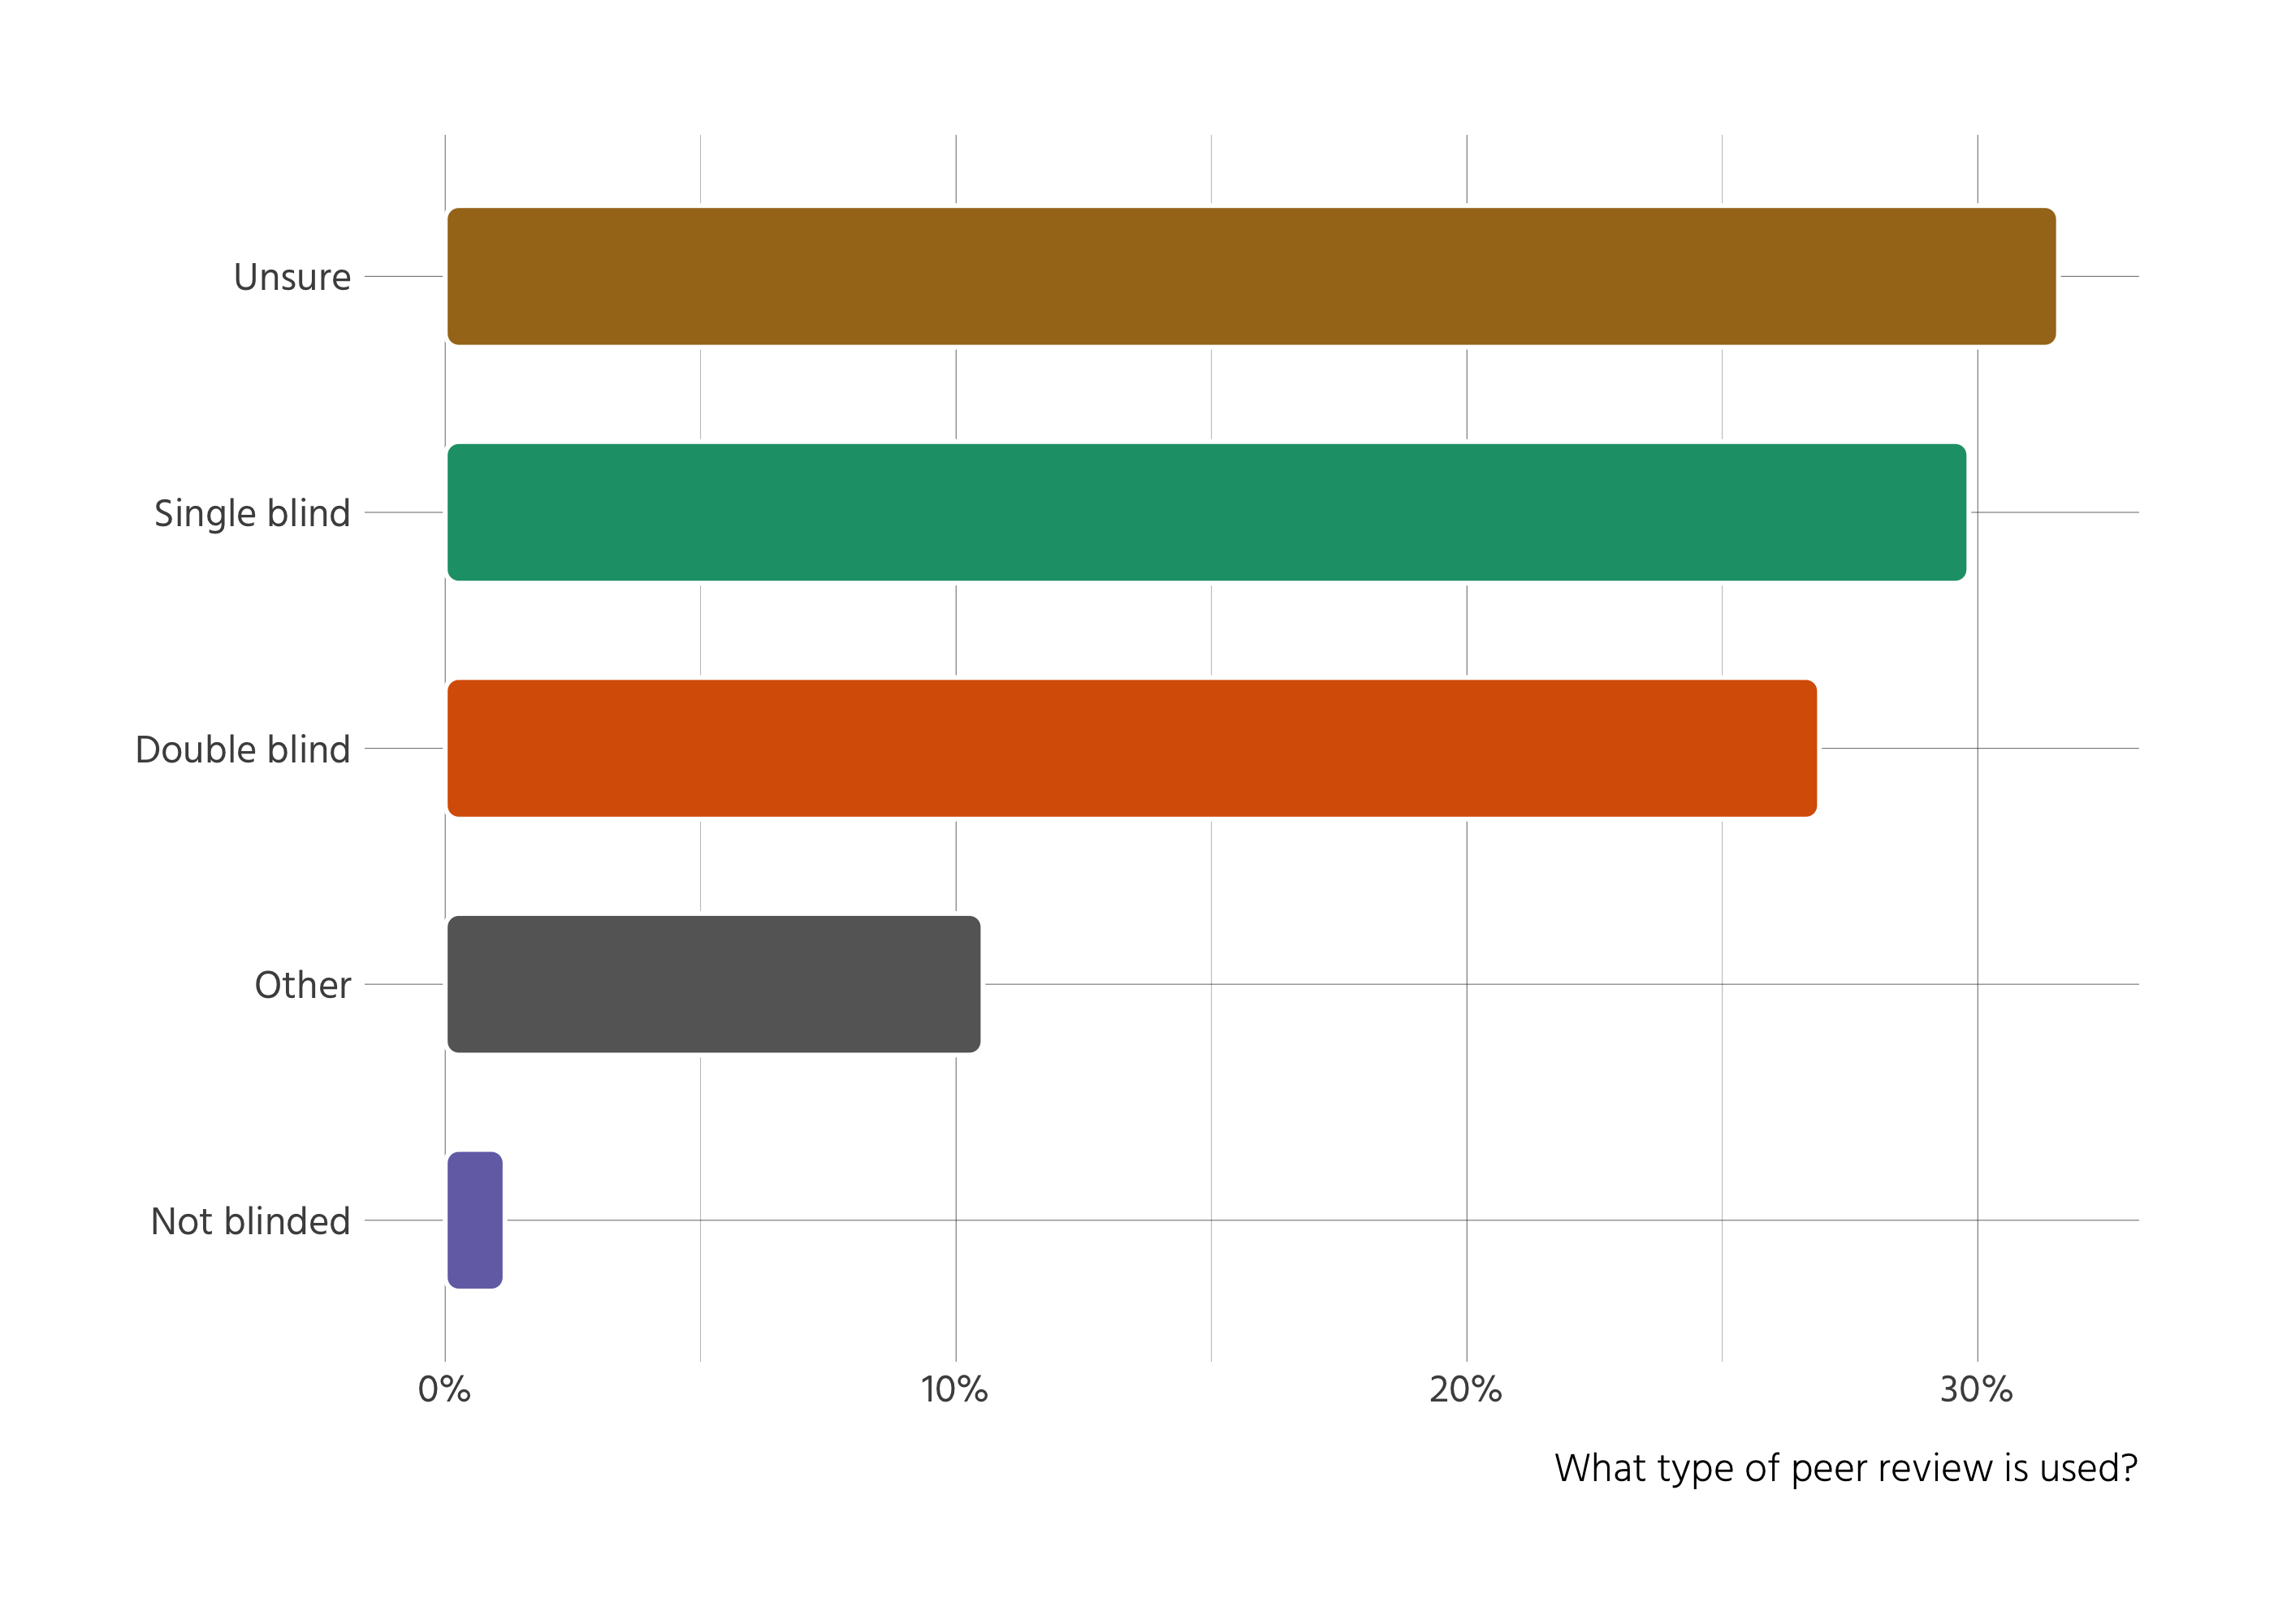 Unsure
Single blind
Double blind
Other
Not blinded
0% 10% 20% 30%
What type of peer review is used?